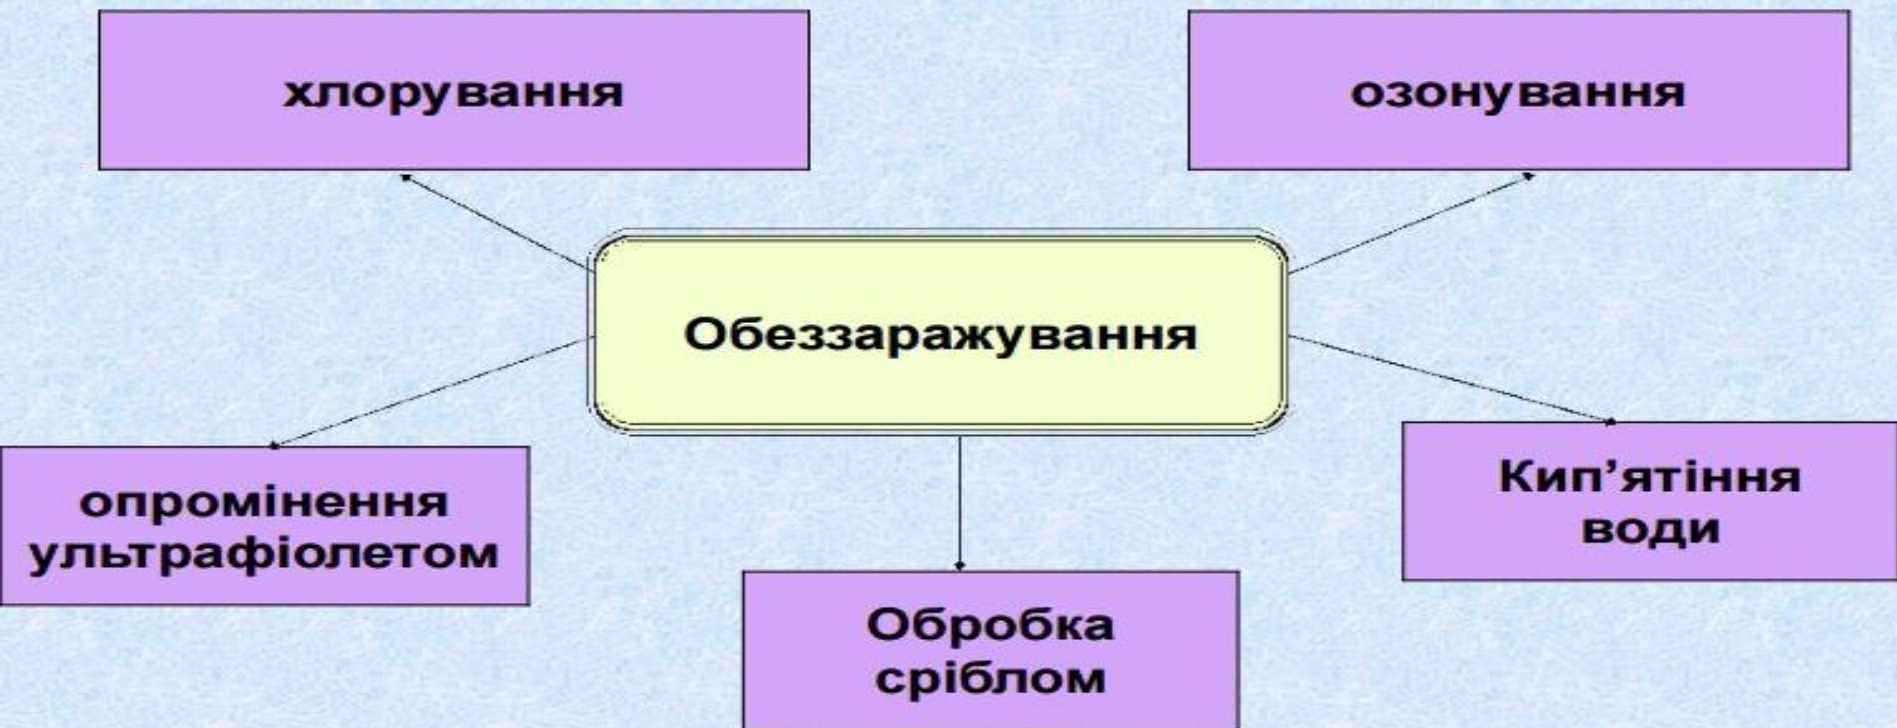 хлорування
озонування
Обеззаражування
опромінення
ультрафіолетом
Кип’ятіння
води
Обробка
сріблом